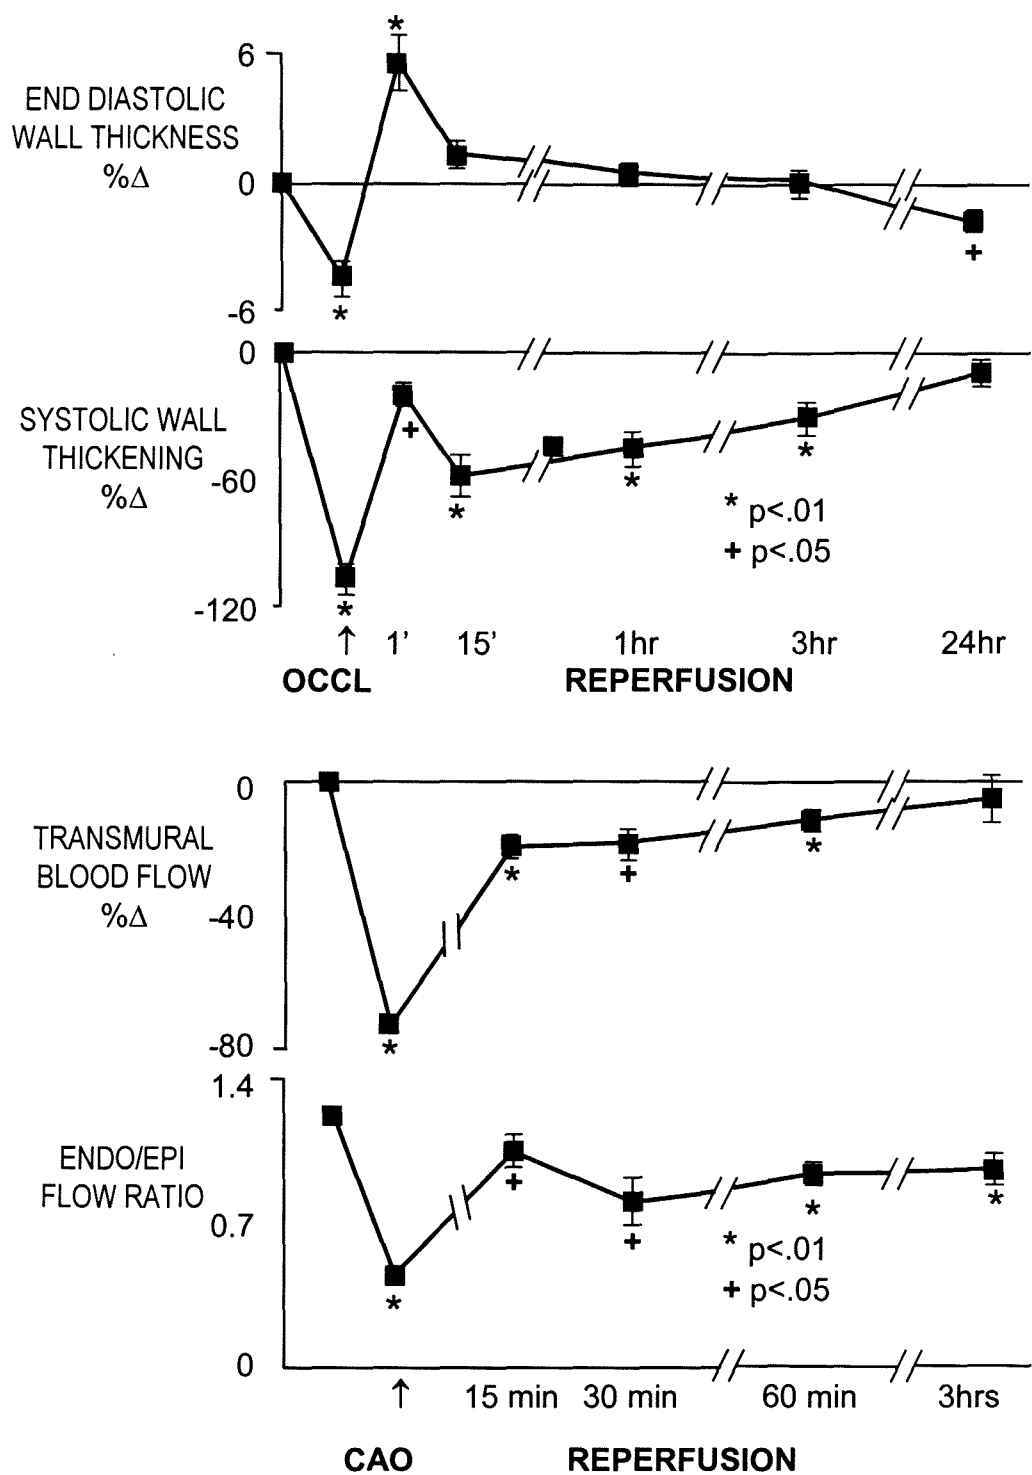 *
6
END DIASTOLIC
WALL THICKNESS
%Δ
0
+
-6
*
0
SYSTOLIC WALL
THICKENING
%Δ
+
-60
*
*
*
* p<.01
+ p<.05
-120
*
↑ 1' 15' 1hr 3hr 24hr
OCCL REPERFUSION
0
TRANSMURAL
BLOOD FLOW
%Δ
* + *
-40
-80
*
1.4
ENDO/EPI
FLOW RATIO
+
*
*
0.7
+
* p<.01
+ p<.05
*
0
↑ 15 min 30 min 60 min 3hrs
CAO REPERFUSION